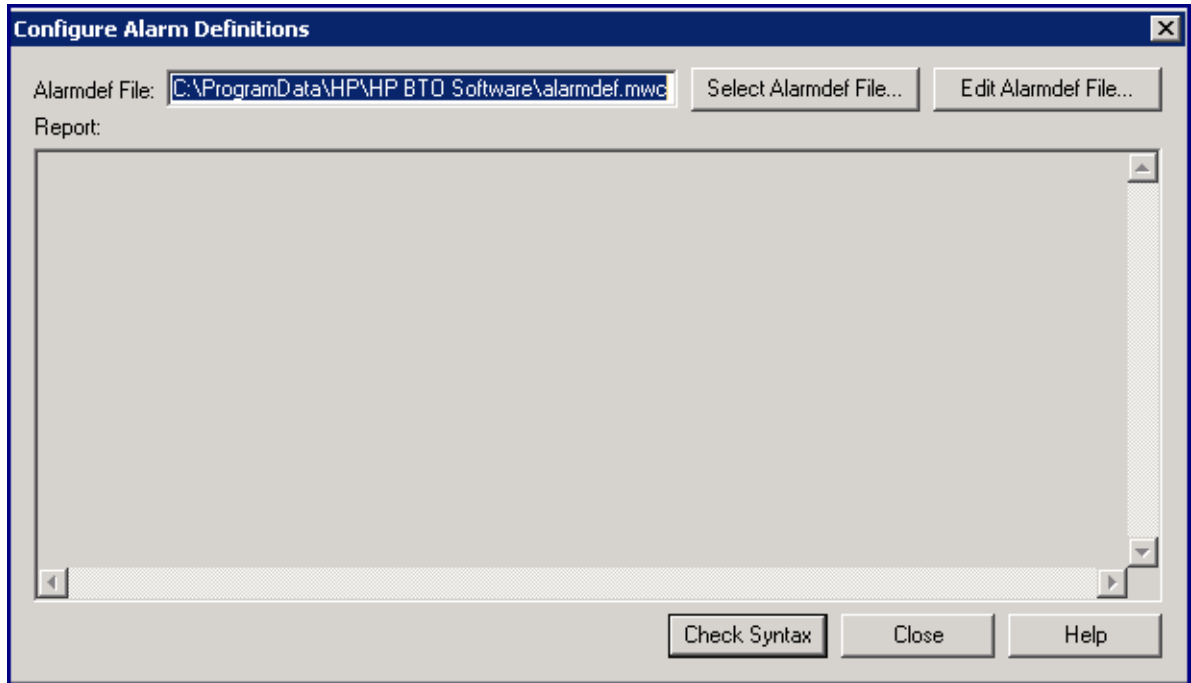 Configure Alarm Definitions
Alarmdef File: C:\ProgramData\HP\HP BTO Software\alarmdef.mwc Select Alarmdef File... Edit Alarmdef File...
Report:
Check Syntax Close Help